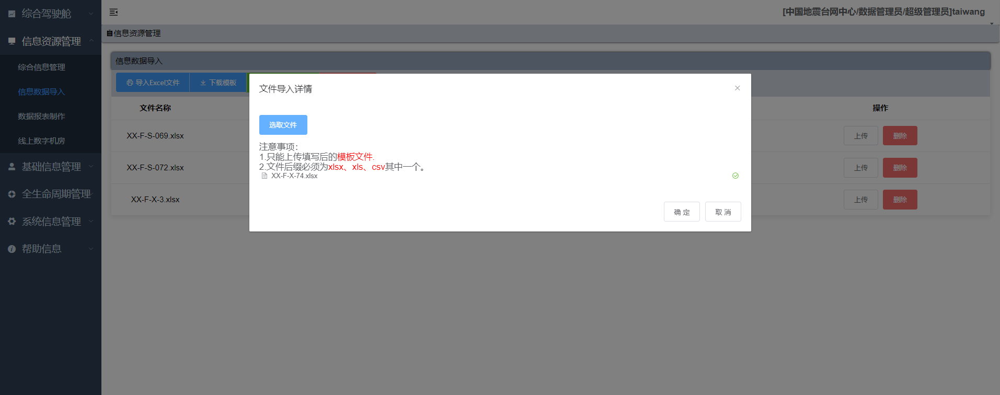 综合驾驶舱
信息资源管理
综合信息管理
信息数据导入
数据报表制作
线上数字机房
基础信息管理
全生命周期管理
系统信息管理
帮助信息
[中国地震台网中心/数据管理员/超级管理员]taiwang
信息资源管理
信息数据导入
导入Excel文件 下载模板
文件名称 操作
XX-F-S-069.xlsx 上传 删除
XX-F-S-072.xlsx 上传 删除
XX-F-X-3.xlsx 上传 删除
文件导入详情
选取文件
注意事项：
1.只能上传填写后的模板文件.
2.文件后缀必须为xlsx、xls、csv其中一个。
XX-F-X-74.xlsx
确 定 取 消